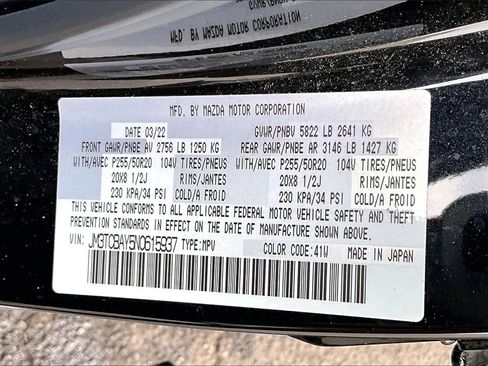 MFD. BY MAZDA MOTOR CORPORATION
DATE 03/22 GVWR/PNBV 5822 LB 2641 KG
FRONT GAWR/PNBE AV 2756 LB 1250 KG REAR GAWR/PNBE AR 3146 LB 1427 KG
WITH/AVEC P255/50R20 104V TIRES/PNEUS WITH/AVEC P255/50R20 104V TIRES/PNEUS
20X8 1/2J RIMS/JANTES 20X8 1/2J RIMS/JANTES
230 KPA/34 PSI COLD/A FROID 230 KPA/34 PSI COLD/A FROID
THIS VEHICLE CONFORMS TO ALL APPLICABLE FEDERAL MOTOR VEHICLE SAFETY AND THEFT
PREVENTION STANDARDS IN EFFECT ON THE DATE OF MANUFACTURE SHOWN ABOVE.
VIN: JM3TCBAY5N0615937 TYPE:MPV COLOR CODE:41W MADE IN JAPAN